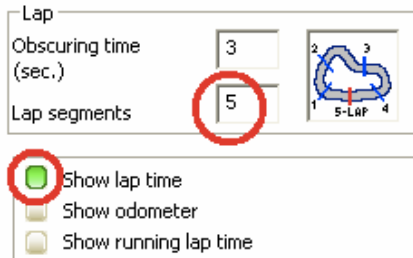 Lap
Obscuring time
(sec.)
3
Lap segments
5
2
3
1
5-LAP
4
Show lap time
Show odometer
Show running lap time